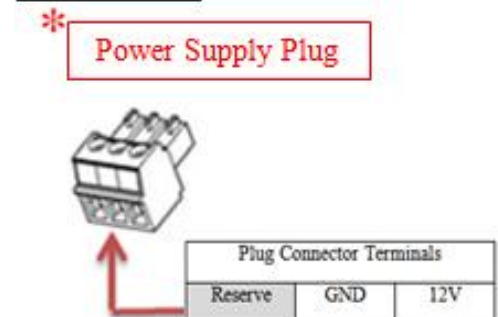 *
Power Supply Plug
Plug Connector Terminals
Reserve GND 12V